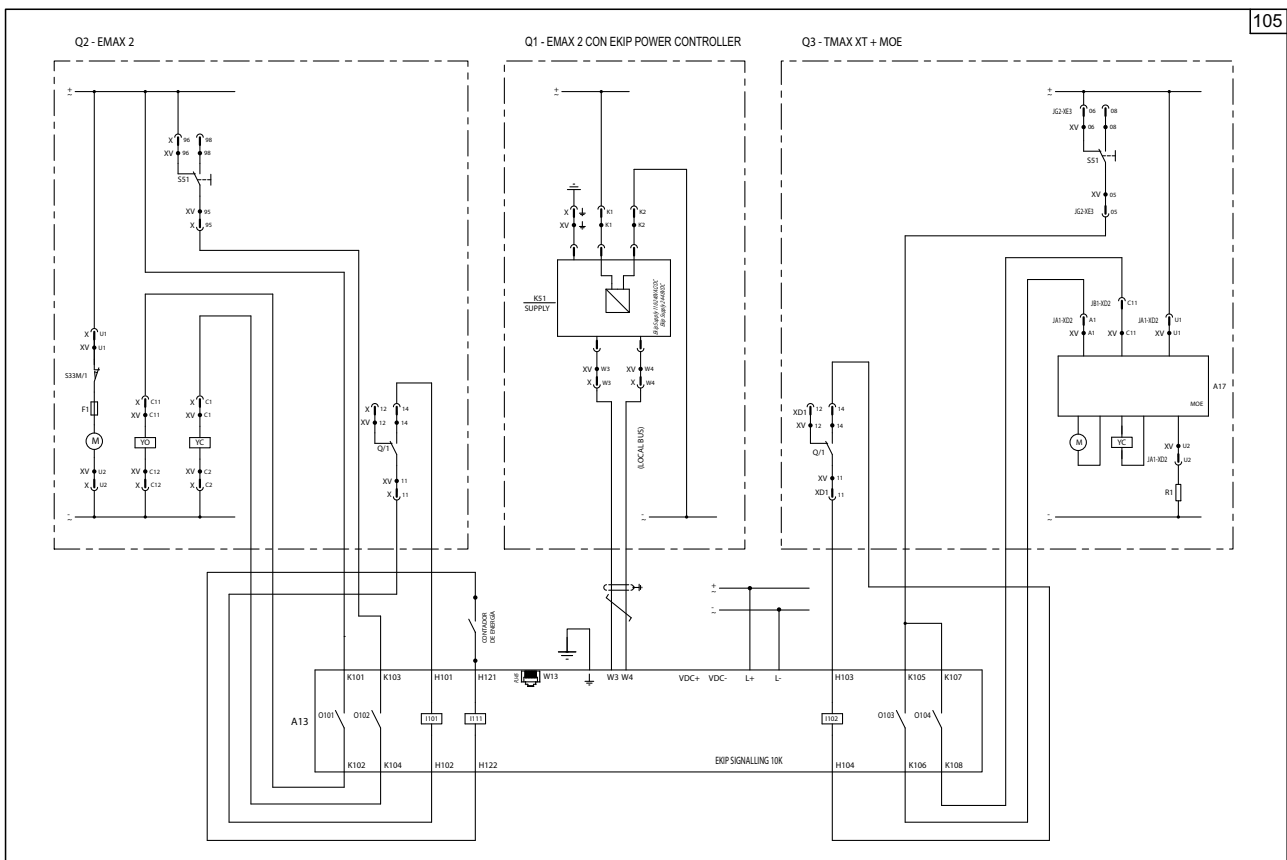 105
Q2 - EMAX 2
Q1 - EMAX 2 CON EKIP POWER CONTROLLER
Q3 - TMAX XT + MOE
X 96 98
XV 96 98
S51
XV 95
X 95
X U1
XV U1
S33M/1
F1
M
XV U2
X U2
X C11
XV C11
YO
XV C12
X C12
X C1
XV C1
YC
XV C2
X C2
X 12 14
XV 12 14
Q/1
XV 11
X 11
X K1 K2
XV K1 K2
K51
SUPPLY
XV W3 XV W4
X W3 X W4
(LOCAL BUS)
JG2-XE3 06 08
XV 06 08
S51
XV 05
JG2-XE3 05
JB1-XD2 C11
JA1-XD2 A1 JA1-XD2 U1
XV A1 XV C11 XV U1
A17
MOE
M
YC
XV U2
JA1-XD2 U2
R1
XD1 12 14
XV 12 14
Q/1
XV 11
XD1 11
CONTADOR
DE ENERGÍA
K101 K103 H101 H121 W13 W3 W4 VDC+ VDC- L+ L- H103 K105 K107
A13
O101 O102 I101 I111 I102 O103 O104
EKIP SIGNALLING 10K
K102 K104 H102 H122 H104 K106 K108